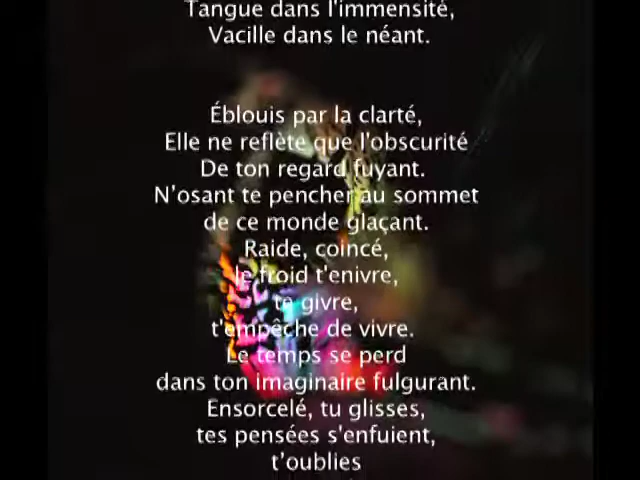 Tangue dans l'immensité,
Vacille dans le néant.
Éblouis par la clarté,
Elle ne reflète que l'obscurité
De ton regard fuyant.
N'osant te pencher au sommet
de ce monde glaçant.
Raide, coincé,
le froid t'enivre,
te givre,
t'empêche de vivre.
Le temps se perd
dans ton imaginaire fulgurant.
Ensorcelé, tu glisses,
tes pensées s'enfuient,
t'oublies